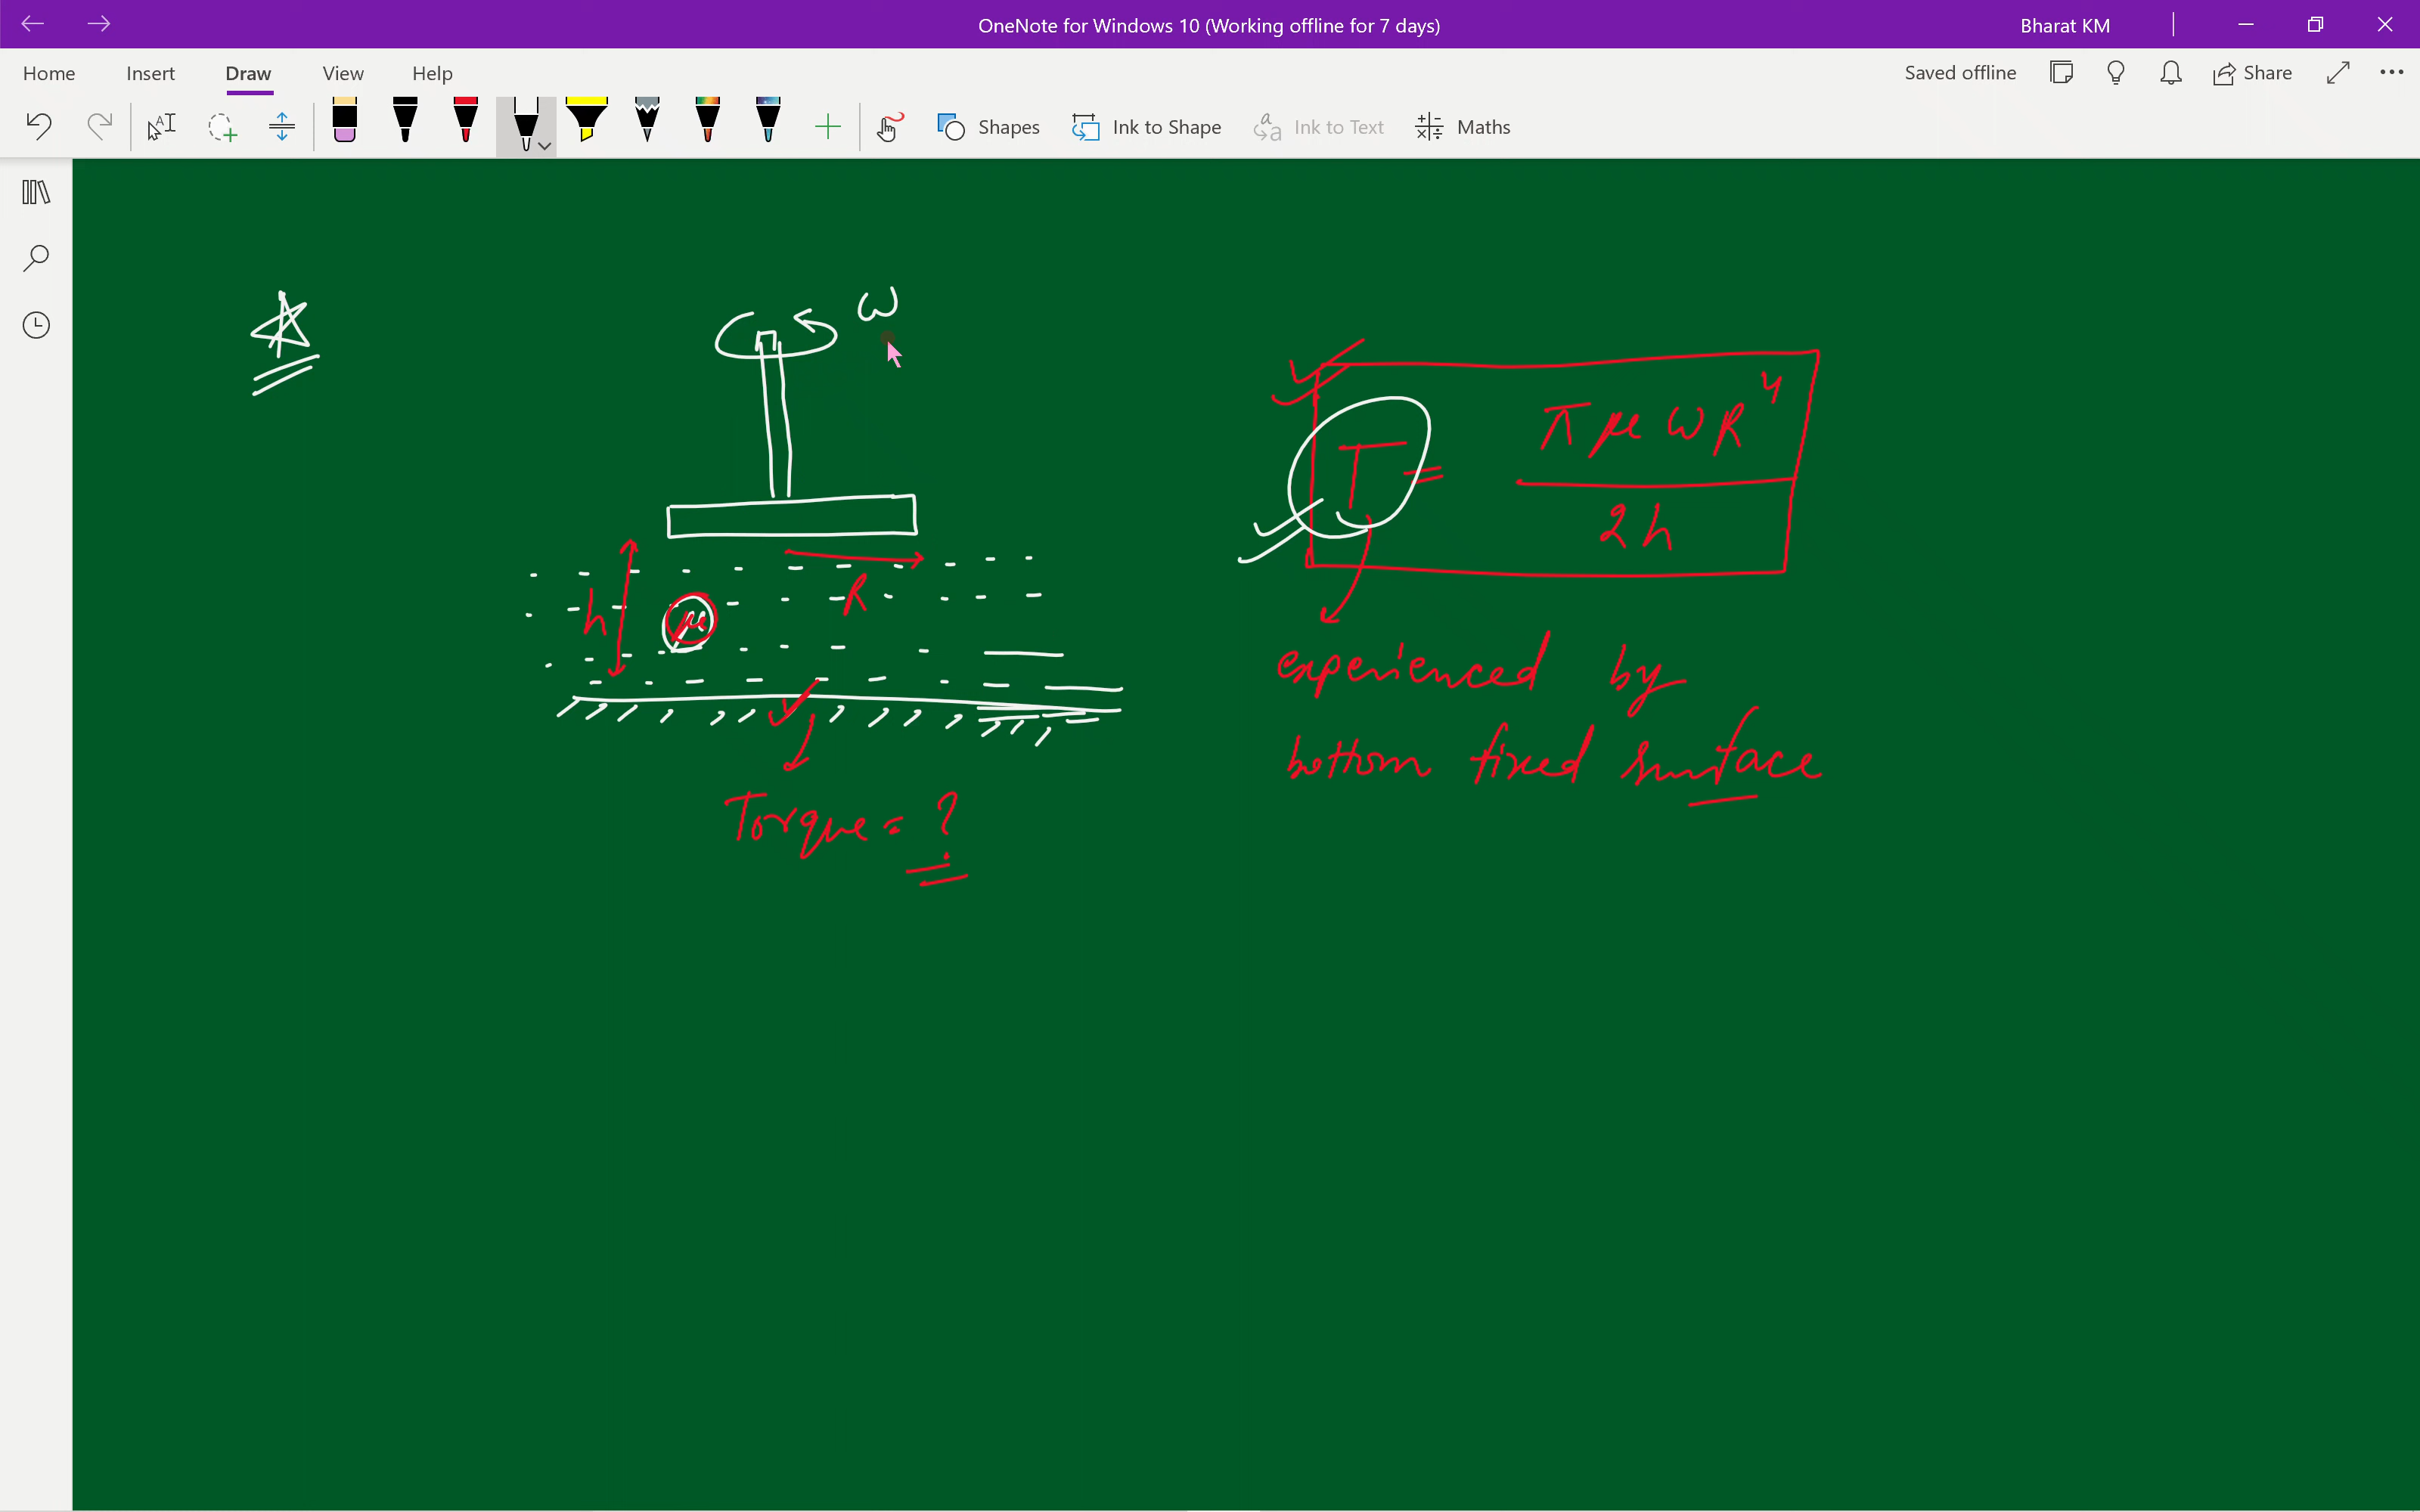 OneNote for Windows 10 (Working offline for 7 days)
Bharat KM
Home Insert Draw View Help
Saved offline
Share
Shapes
Ink to Shape
Ink to Text
Maths
ω
h
μ
R
Torque = ?
T = πμωR⁴
2h
experienced by
bottom fixed surface